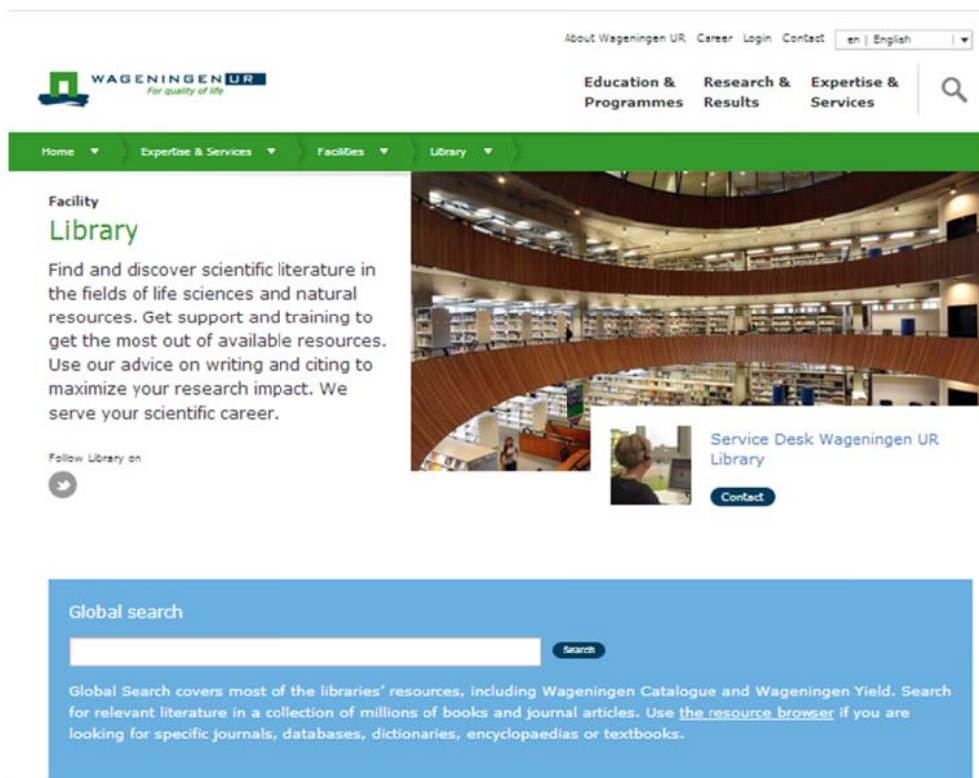 About Wageningen UR Career Login Contact en | English
WAGENINGEN UR
For quality of life
Education & Programmes
Research & Results
Expertise & Services
Home Expertise & Services Facilities Library
Facility
Library
Find and discover scientific literature in
the fields of life sciences and natural
resources. Get support and training to
get the most out of available resources.
Use our advice on writing and citing to
maximize your research impact. We
serve your scientific career.
Follow Library on
Service Desk Wageningen UR
Library
Contact
Global search
Search
Global Search covers most of the libraries’ resources, including Wageningen Catalogue and Wageningen Yield. Search
for relevant literature in a collection of millions of books and journal articles. Use the resource browser if you are
looking for specific journals, databases, dictionaries, encyclopaedias or textbooks.